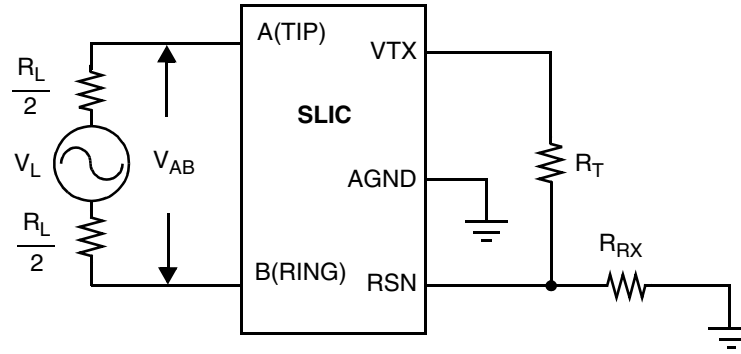 A(TIP)
VTX
R_L
2
SLIC
V_L
V_AB
R_T
AGND
R_L
2
R_RX
B(RING)
RSN